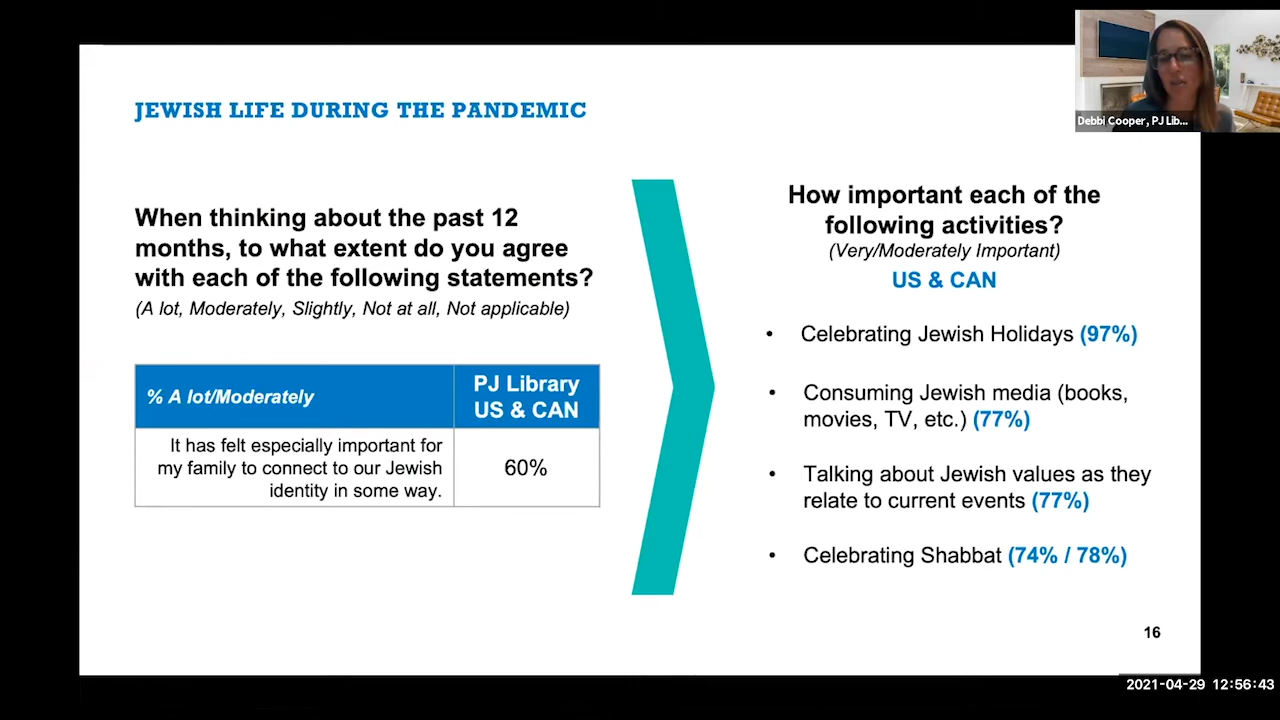 JEWISH LIFE DURING THE PANDEMIC
When thinking about the past 12
months, to what extent do you agree
with each of the following statements?
(A lot, Moderately, Slightly, Not at all, Not applicable)
% A lot/Moderately
PJ Library
US & CAN
It has felt especially important for
my family to connect to our Jewish
identity in some way.
60%
How important each of the
following activities?
(Very/Moderately Important)
US & CAN
• Celebrating Jewish Holidays (97%)
• Consuming Jewish media (books,
movies, TV, etc.) (77%)
• Talking about Jewish values as they
relate to current events (77%)
• Celebrating Shabbat (74% / 78%)
16
Debbi Cooper, PJ Lib...
2021-04-29 12:56:43